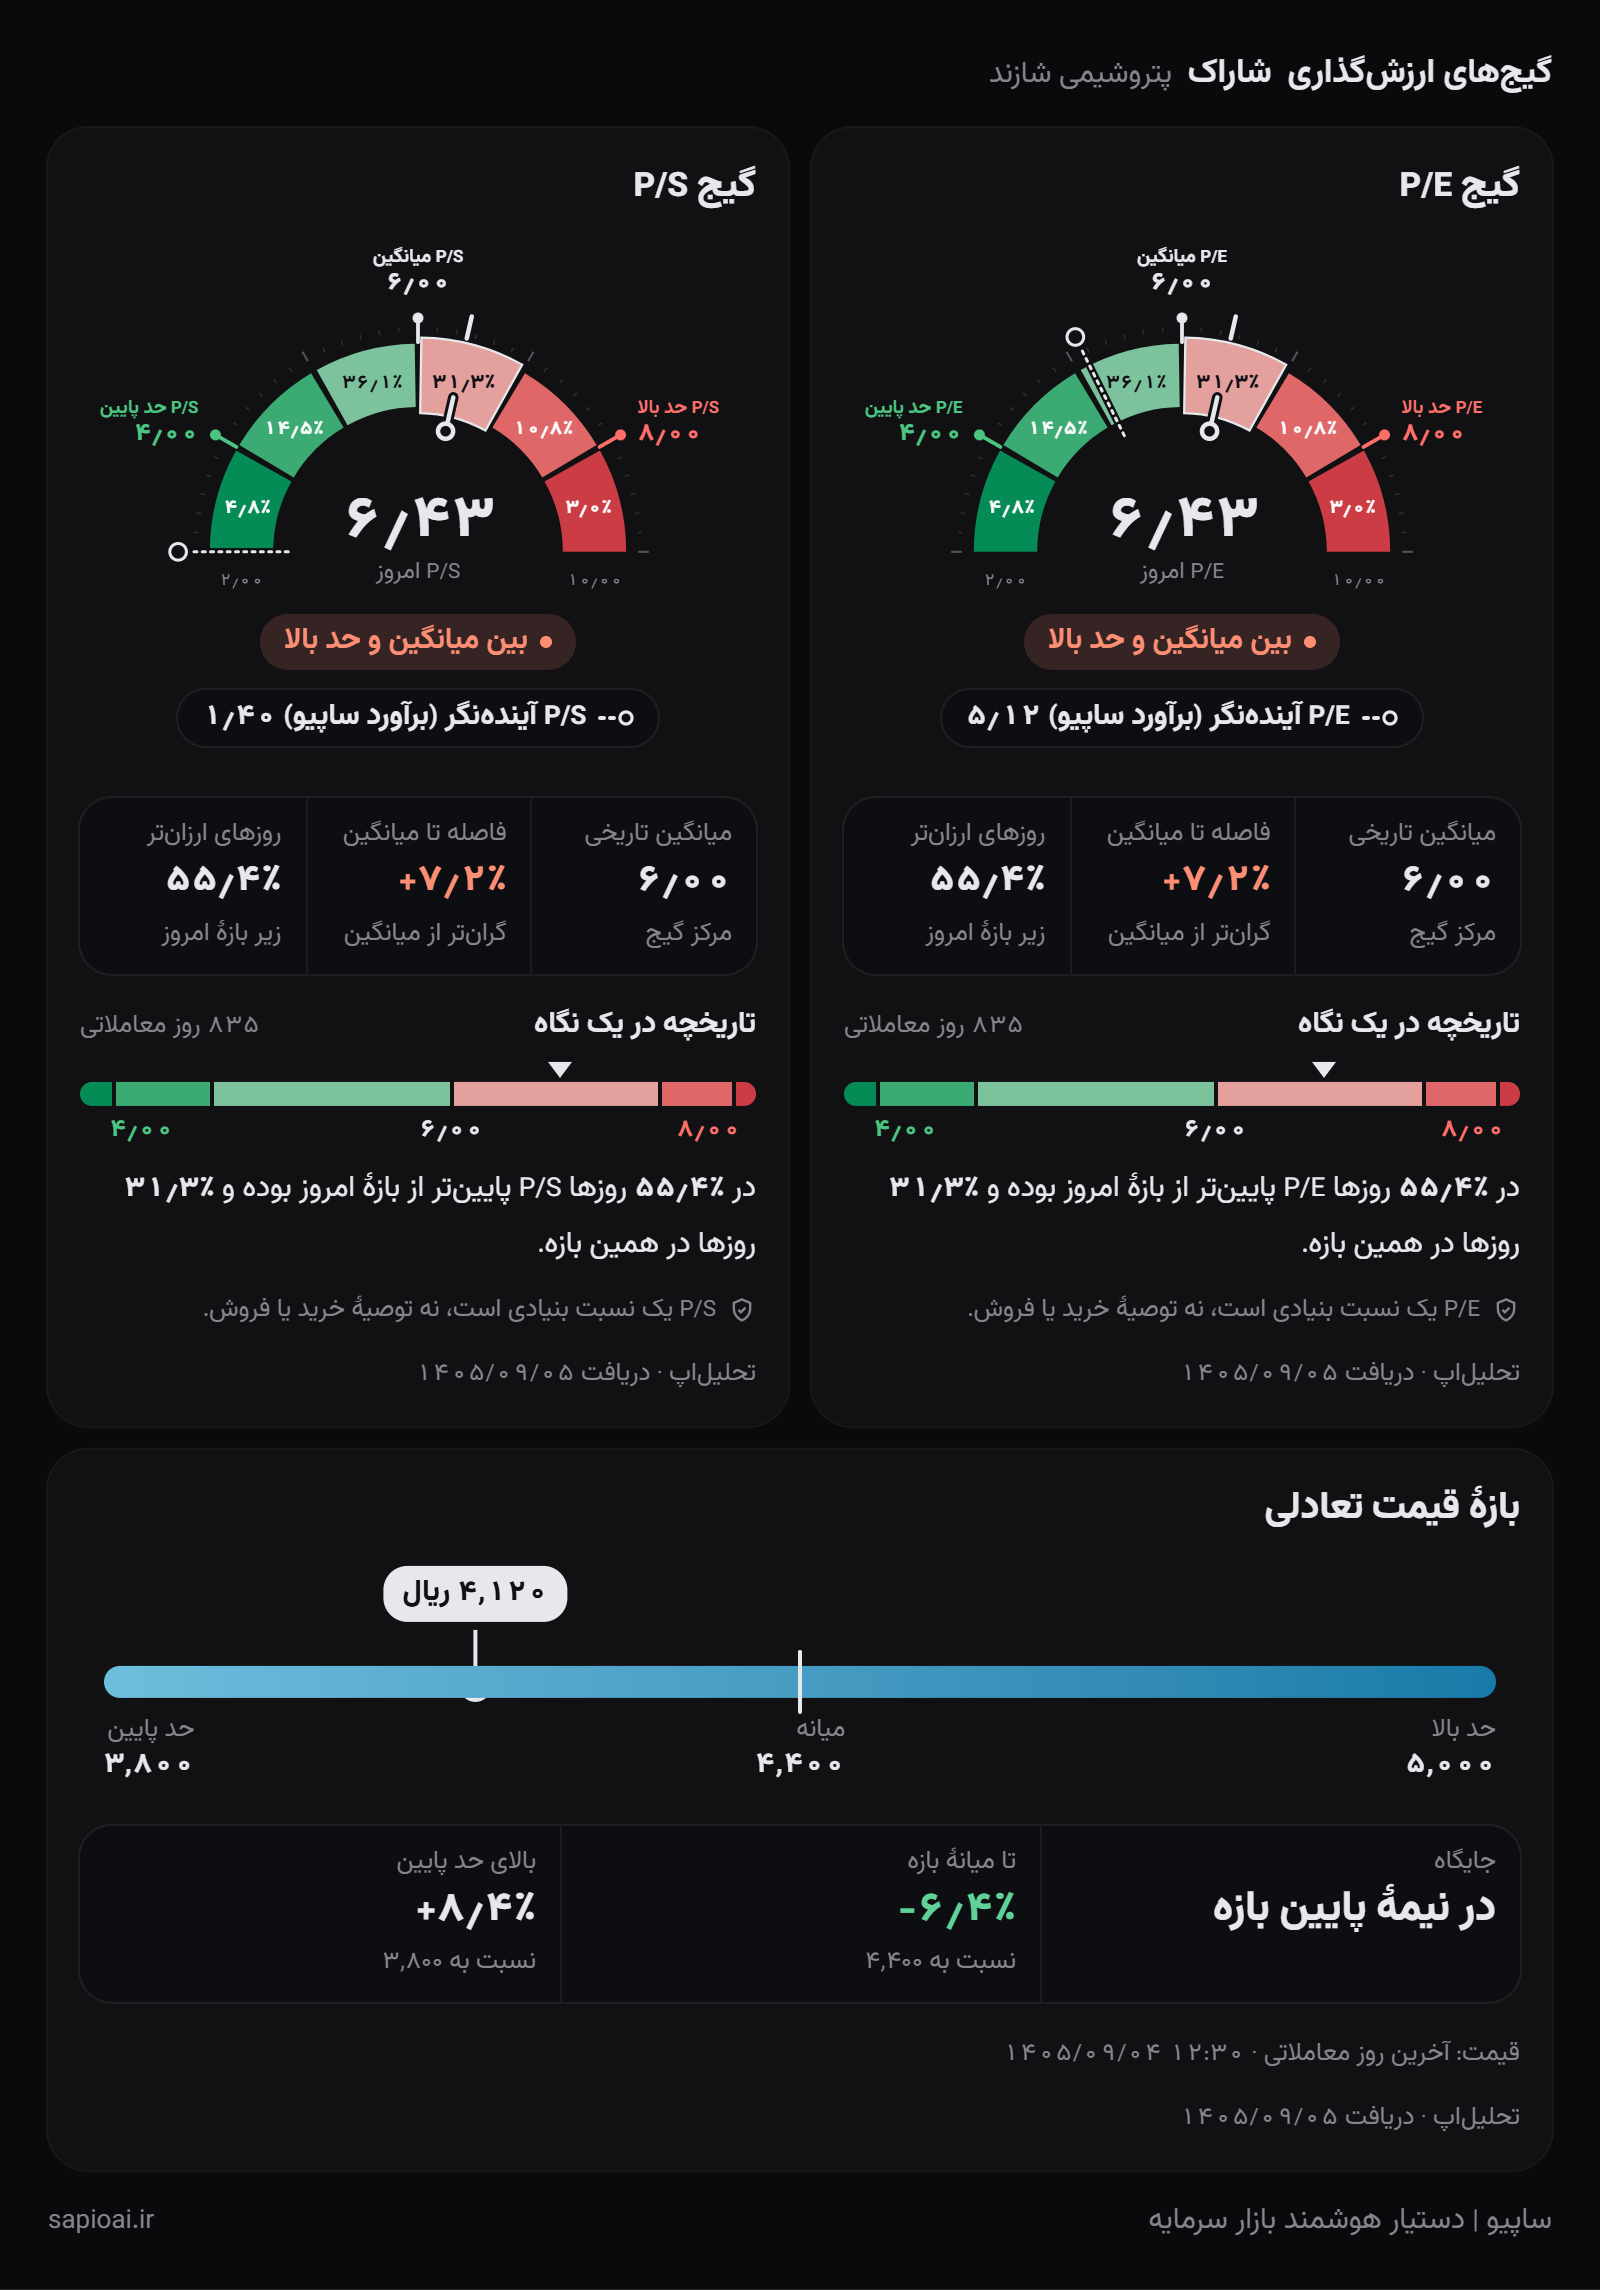 گیج‌های ارزش‌گذاری شاراک پتروشیمی شازند
گیج P/E
P/E میانگین
۶٫۰۰
P/E حد پایین
۴٫۰۰
P/E حد بالا
۸٫۰۰
۴٫۸٪
۱۴٫۵٪
۳۶٫۱٪
۳۱٫۳٪
۱۰٫۸٪
۳٫۰٪
۶٫۴۳
P/E امروز
۲٫۰۰
۱۰٫۰۰
بین میانگین و حد بالا
P/E آینده‌نگر (برآورد ساپیو) ۵٫۱۲
میانگین تاریخی
۶٫۰۰
مرکز گیج
فاصله تا میانگین
+۷٫۲٪
گران‌تر از میانگین
روزهای ارزان‌تر
۵۵٫۴٪
زیر بازهٔ امروز
تاریخچه در یک نگاه
۸۳۵ روز معاملاتی
۴٫۰۰
۶٫۰۰
۸٫۰۰
در ۵۵٫۴٪ روزها P/E پایین‌تر از بازهٔ امروز بوده و ۳۱٫۳٪
روزها در همین بازه.
P/E یک نسبت بنیادی است، نه توصیهٔ خرید یا فروش.
تحلیل‌اپ · دریافت ۱۴۰۵/۰۹/۰۵
گیج P/S
P/S میانگین
۶٫۰۰
P/S حد پایین
۴٫۰۰
P/S حد بالا
۸٫۰۰
۴٫۸٪
۱۴٫۵٪
۳۶٫۱٪
۳۱٫۳٪
۱۰٫۸٪
۳٫۰٪
۶٫۴۳
P/S امروز
۲٫۰۰
۱۰٫۰۰
بین میانگین و حد بالا
P/S آینده‌نگر (برآورد ساپیو) ۱٫۴۰
میانگین تاریخی
۶٫۰۰
مرکز گیج
فاصله تا میانگین
+۷٫۲٪
گران‌تر از میانگین
روزهای ارزان‌تر
۵۵٫۴٪
زیر بازهٔ امروز
تاریخچه در یک نگاه
۸۳۵ روز معاملاتی
۴٫۰۰
۶٫۰۰
۸٫۰۰
در ۵۵٫۴٪ روزها P/S پایین‌تر از بازهٔ امروز بوده و ۳۱٫۳٪
روزها در همین بازه.
P/S یک نسبت بنیادی است، نه توصیهٔ خرید یا فروش.
تحلیل‌اپ · دریافت ۱۴۰۵/۰۹/۰۵
بازهٔ قیمت تعادلی
۴,۱۲۰ ریال
حد بالا
۵,۰۰۰
میانه
۴,۴۰۰
حد پایین
۳,۸۰۰
جایگاه
در نیمهٔ پایین بازه
تا میانهٔ بازه
-۶٫۴٪
نسبت به ۴,۴۰۰
بالای حد پایین
+۸٫۴٪
نسبت به ۳,۸۰۰
قیمت: آخرین روز معاملاتی · ۱۲:۳۰ ۱۴۰۵/۰۹/۰۴
تحلیل‌اپ · دریافت ۱۴۰۵/۰۹/۰۵
ساپیو | دستیار هوشمند بازار سرمایه
sapioai.ir